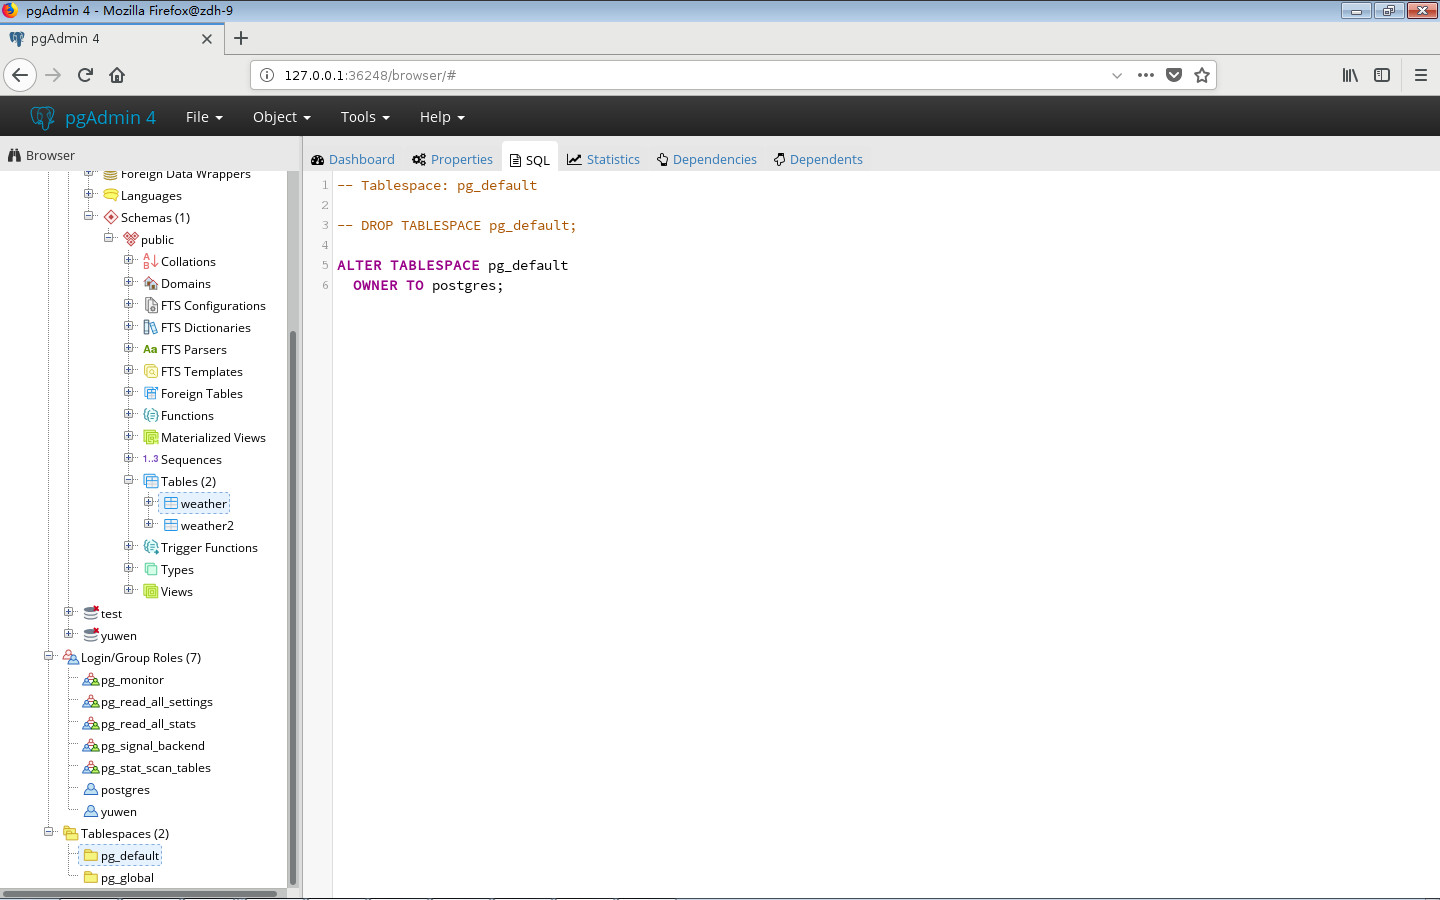 pgAdmin 4 - Mozilla Firefox@zdh-9
pgAdmin 4
127.0.0.1:36248/browser/#
pgAdmin 4 File Object Tools Help
Browser
Dashboard Properties SQL Statistics Dependencies Dependents
Foreign Data Wrappers
Languages
Schemas (1)
public
Collations
Domains
FTS Configurations
FTS Dictionaries
Aa FTS Parsers
FTS Templates
Foreign Tables
Functions
Materialized Views
1..3 Sequences
Tables (2)
weather
weather2
Trigger Functions
Types
Views
test
yuwen
Login/Group Roles (7)
pg_monitor
pg_read_all_settings
pg_read_all_stats
pg_signal_backend
pg_stat_scan_tables
postgres
yuwen
Tablespaces (2)
pg_default
pg_global
1 -- Tablespace: pg_default
2
3 -- DROP TABLESPACE pg_default;
4
5 ALTER TABLESPACE pg_default
6 OWNER TO postgres;